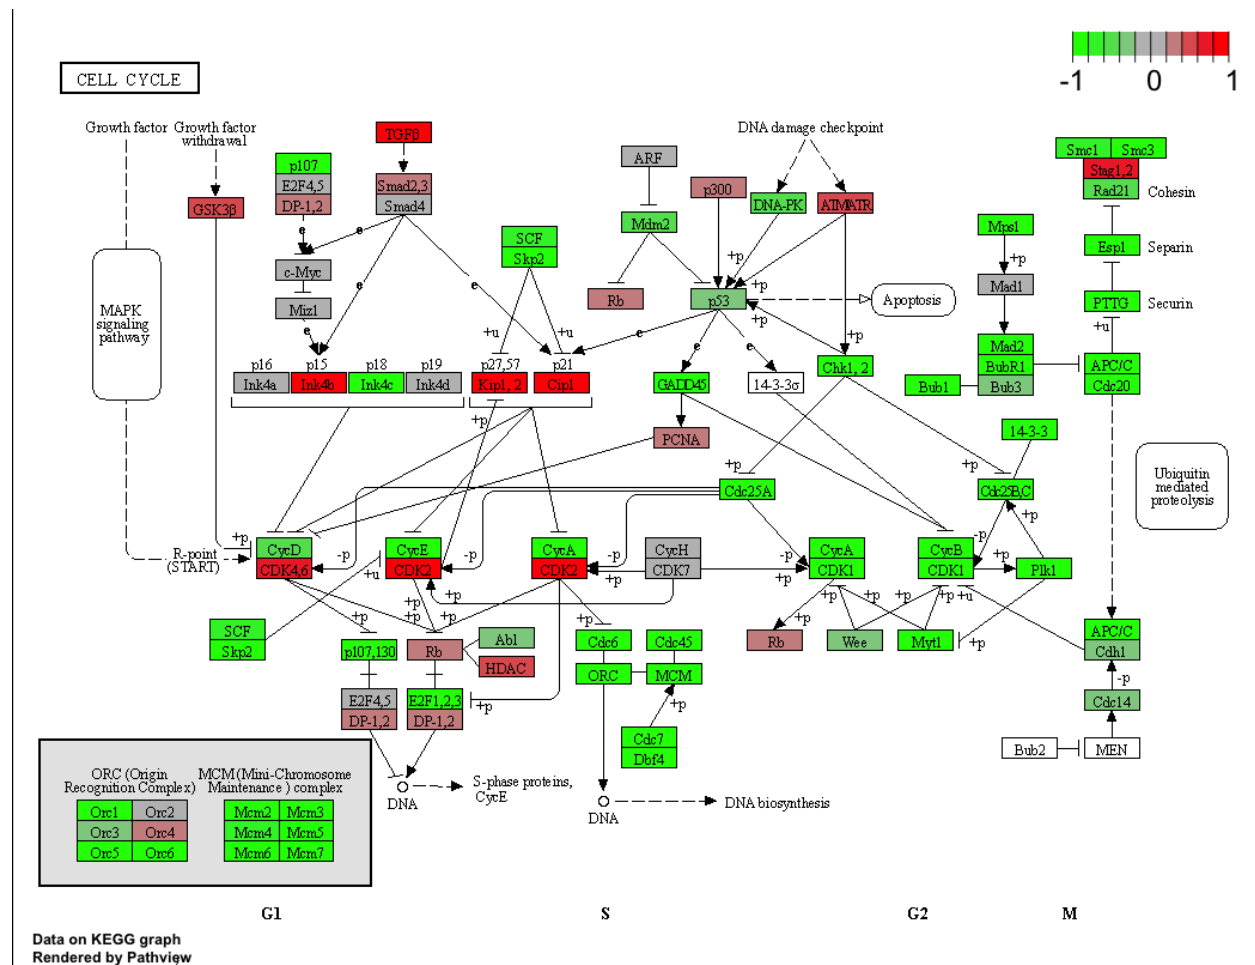 -1 0 1
CELL CYCLE
Growth factor
Growth factor
withdrawal
TGFβ
DNA damage checkpoint
Smc1 Smc3
Stag1,2
Rad21
Cohesin
p107
E2F4,5
DP-1,2
Smad2,3
Smad4
ARF
p300
DNA-PK
ATM/ATR
GSK3β
Mdm2
Mps1
+p
Esp1
Separin
e
e
SCF
Skp2
c-Myc
Miz1
e
e
e
Rb
p53
+p
+p
+p
Apoptosis
Mad1
PTTG
Securin
+u
MAPK
signaling
pathway
+u
+u
e
e
e
+p
Mad2
BubR1
Bub3
Bub1
APC/C
Cdc20
p16
Ink4a
p15
Ink4b
p18
Ink4c
p19
Ink4d
p27,57
Kip1, 2
p21
Cip1
GADD45
14-3-3σ
Chk1, 2
+p
PCNA
14-3-3
+p
+p
Cdc25A
Cdc25B,C
+p
Ubiquitin
mediated
proteolysis
R-point
(START)
+p
CycD
CDK4,6
-p
CycE
CDK2
-p
+u
CycA
CDK2
-p
+p
CycH
CDK7
-p
+p
CycA
CDK1
CycB
CDK1
-p
+p
Plk1
+p
+p
+p
+p
+p
+p
+p
+p
+u
SCF
Skp2
p107,130
Rb
Abl
HDAC
Cdc6
Cdc45
Rb
Wee
Myt1
+p
APC/C
Cdh1
ORC
MCM
-p
E2F4,5
DP-1,2
E2F1,2,3
DP-1,2
+p
+p
Cdc14
Cdc7
Dbf4
Bub2
MEN
DNA
S-phase proteins,
CycE
DNA
DNA biosynthesis
ORC (Origin
Recognition Complex)
MCM (Mini-Chromosome
Maintenance ) complex
Orc1 Orc2
Orc3 Orc4
Orc5 Orc6
Mcm2 Mcm3
Mcm4 Mcm5
Mcm6 Mcm7
G1 S G2 M
Data on KEGG graph
Rendered by Pathview